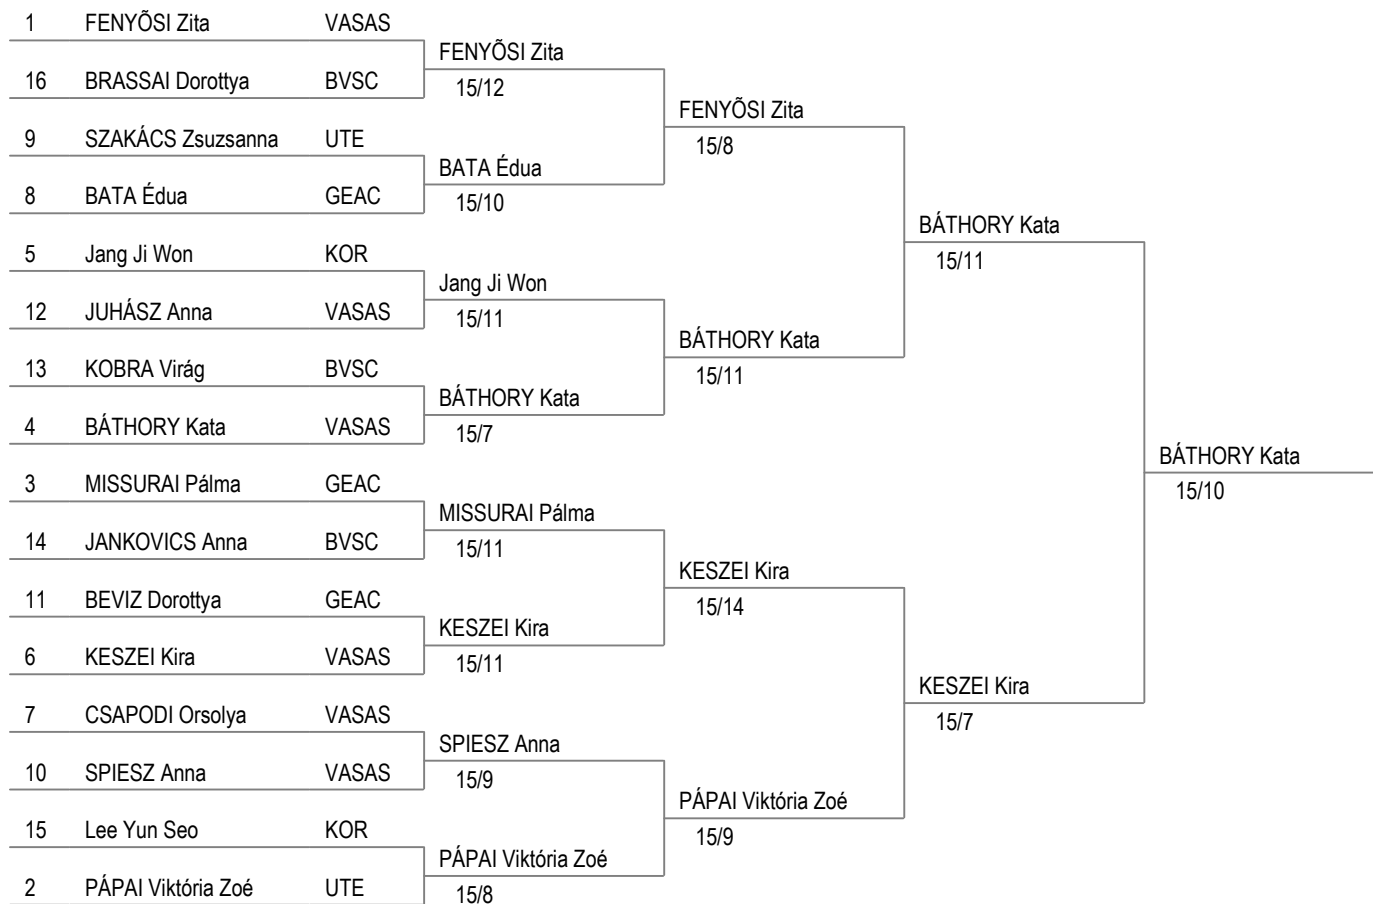 1 FENYÕSI Zita VASAS
16 BRASSAI Dorottya BVSC
9 SZAKÁCS Zsuzsanna UTE
8 BATA Édua GEAC
5 Jang Ji Won KOR
12 JUHÁSZ Anna VASAS
13 KOBRA Virág BVSC
4 BÁTHORY Kata VASAS
3 MISSURAI Pálma GEAC
14 JANKOVICS Anna BVSC
11 BEVIZ Dorottya GEAC
6 KESZEI Kira VASAS
7 CSAPODI Orsolya VASAS
10 SPIESZ Anna VASAS
15 Lee Yun Seo KOR
2 PÁPAI Viktória Zoé UTE
FENYÕSI Zita
15/12
BATA Édua
15/10
Jang Ji Won
15/11
BÁTHORY Kata
15/7
MISSURAI Pálma
15/11
KESZEI Kira
15/11
SPIESZ Anna
15/9
PÁPAI Viktória Zoé
15/8
FENYÕSI Zita
15/8
BÁTHORY Kata
15/11
KESZEI Kira
15/14
PÁPAI Viktória Zoé
15/9
BÁTHORY Kata
15/11
KESZEI Kira
15/7
BÁTHORY Kata
15/10